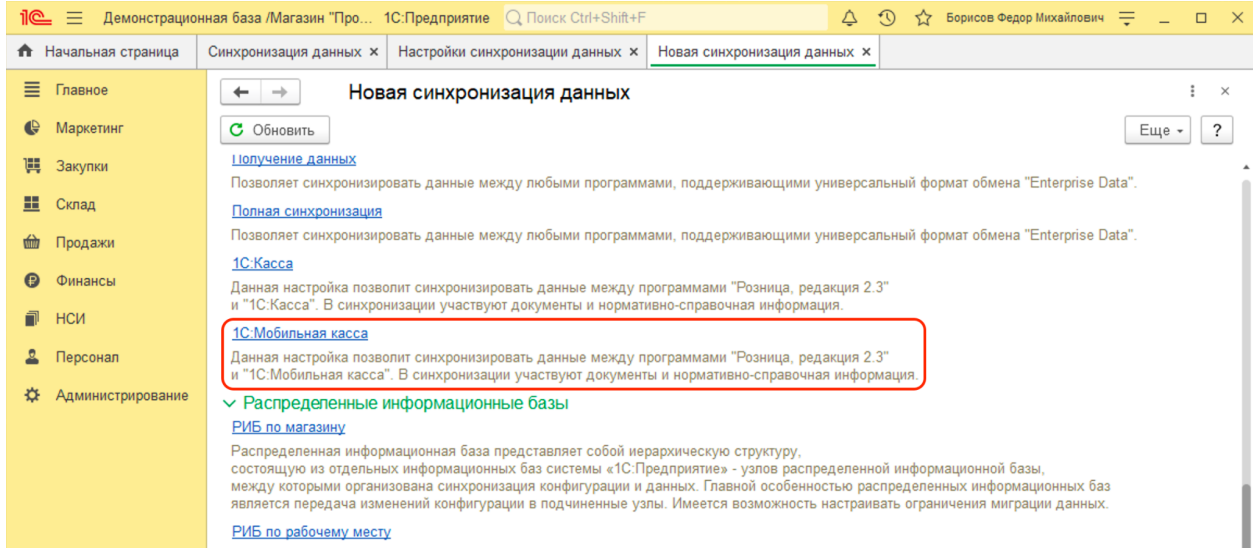 1С Демонстрационная база /Магазин "Про... 1С:Предприятие Поиск Ctrl+Shift+F Борисов Федор Михайлович
Начальная страница Синхронизация данных × Настройки синхронизации данных × Новая синхронизация данных ×
Главное
Маркетинг
Закупки
Склад
Продажи
Финансы
НСИ
Персонал
Администрирование
Новая синхронизация данных
Обновить Еще ?
Получение данных
Позволяет синхронизировать данные между любыми программами, поддерживающими универсальный формат обмена "Enterprise Data".
Полная синхронизация
Позволяет синхронизировать данные между любыми программами, поддерживающими универсальный формат обмена "Enterprise Data".
1С:Касса
Данная настройка позволит синхронизировать данные между программами "Розница, редакция 2.3"
и "1С:Касса". В синхронизации участвуют документы и нормативно-справочная информация.
1С:Мобильная касса
Данная настройка позволит синхронизировать данные между программами "Розница, редакция 2.3"
и "1С:Мобильная касса". В синхронизации участвуют документы и нормативно-справочная информация.
Распределенные информационные базы
РИБ по магазину
Распределенная информационная база представляет собой иерархическую структуру,
состоящую из отдельных информационных баз системы «1С:Предприятие» - узлов распределенной информационной базы,
между которыми организована синхронизация конфигурации и данных. Главной особенностью распределенных информационных баз
является передача изменений конфигурации в подчиненные узлы. Имеется возможность настраивать ограничения миграции данных.
РИБ по рабочему месту